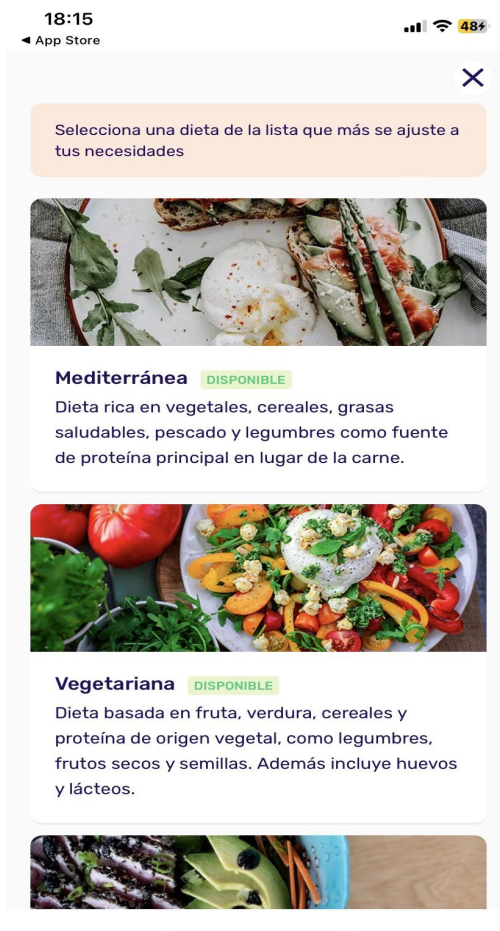 18:15
48
◄ App Store
Selecciona una dieta de la lista que más se ajuste a
tus necesidades
Mediterránea DISPONIBLE
Dieta rica en vegetales, cereales, grasas
saludables, pescado y legumbres como fuente
de proteína principal en lugar de la carne.
Vegetariana DISPONIBLE
Dieta basada en fruta, verdura, cereales y
proteína de origen vegetal, como legumbres,
frutos secos y semillas. Además incluye huevos
y lácteos.